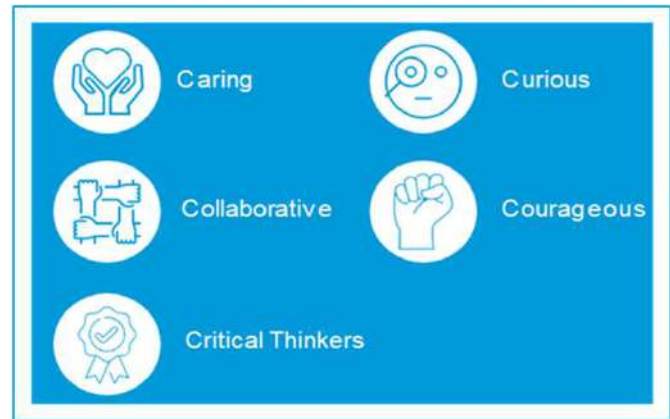 Caring
Curious
Collaborative
Courageous
Critical Thinkers